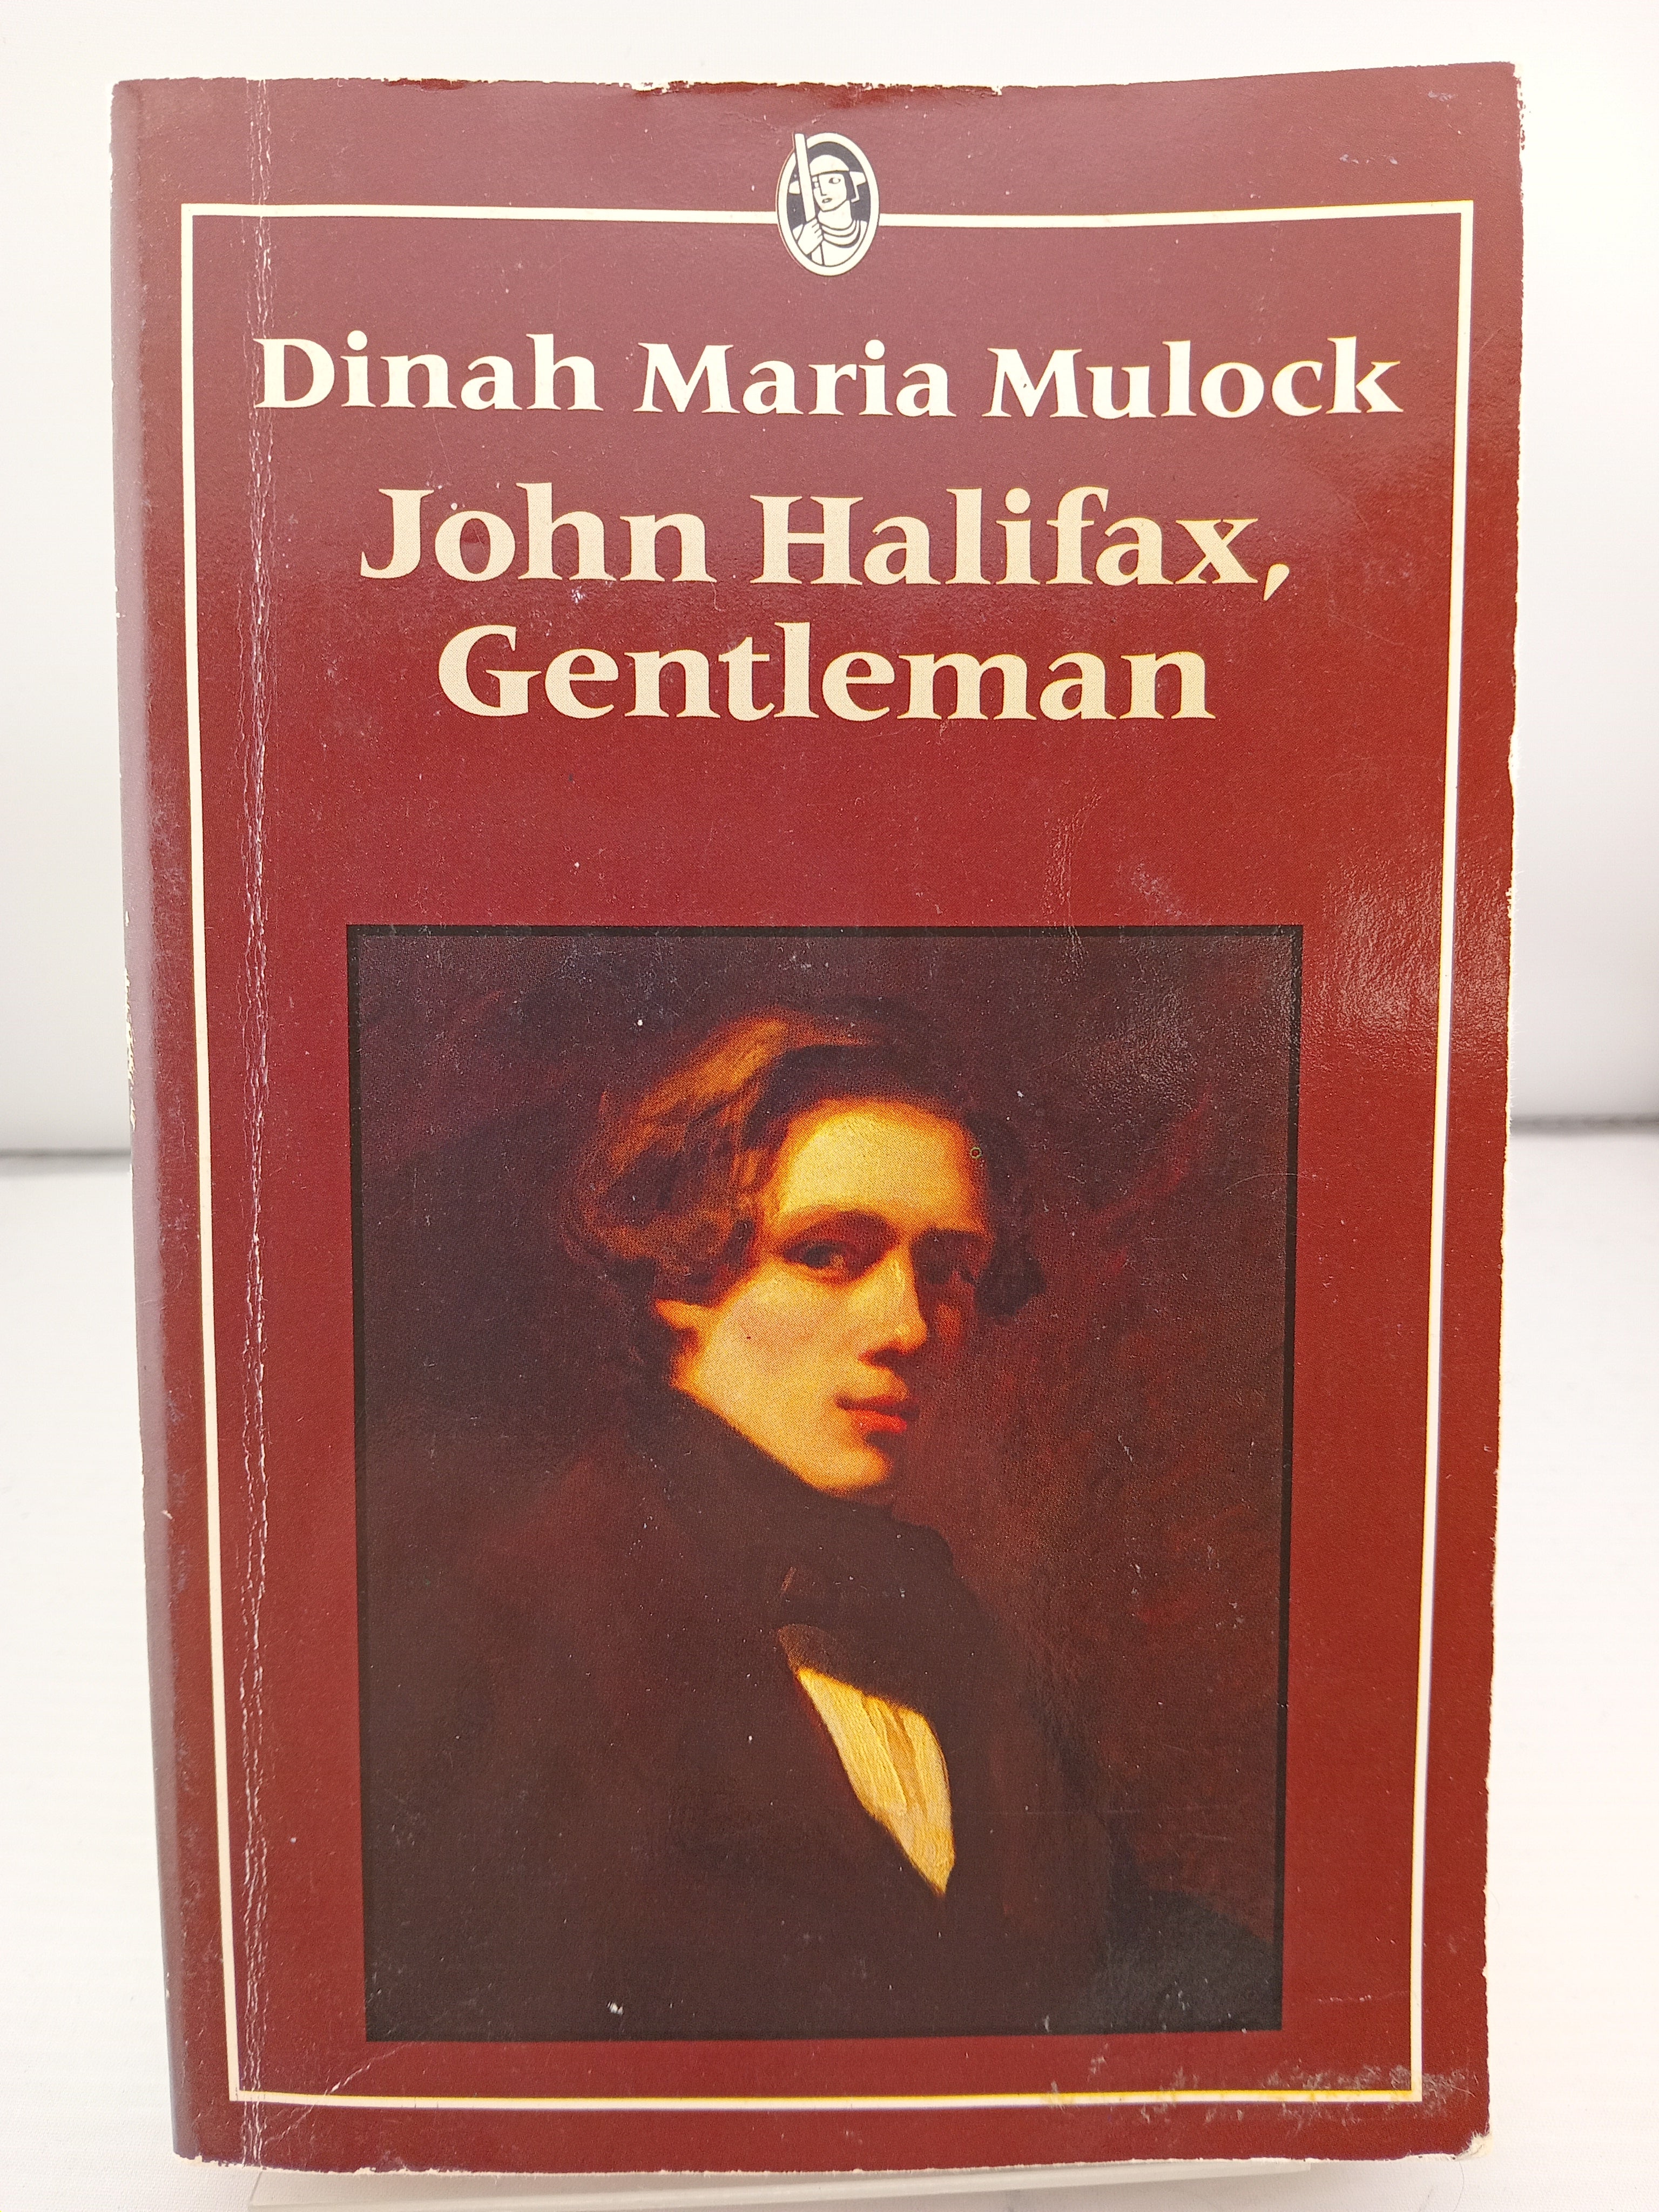 Dinah Maria Mulock
John Halifax,
Gentleman